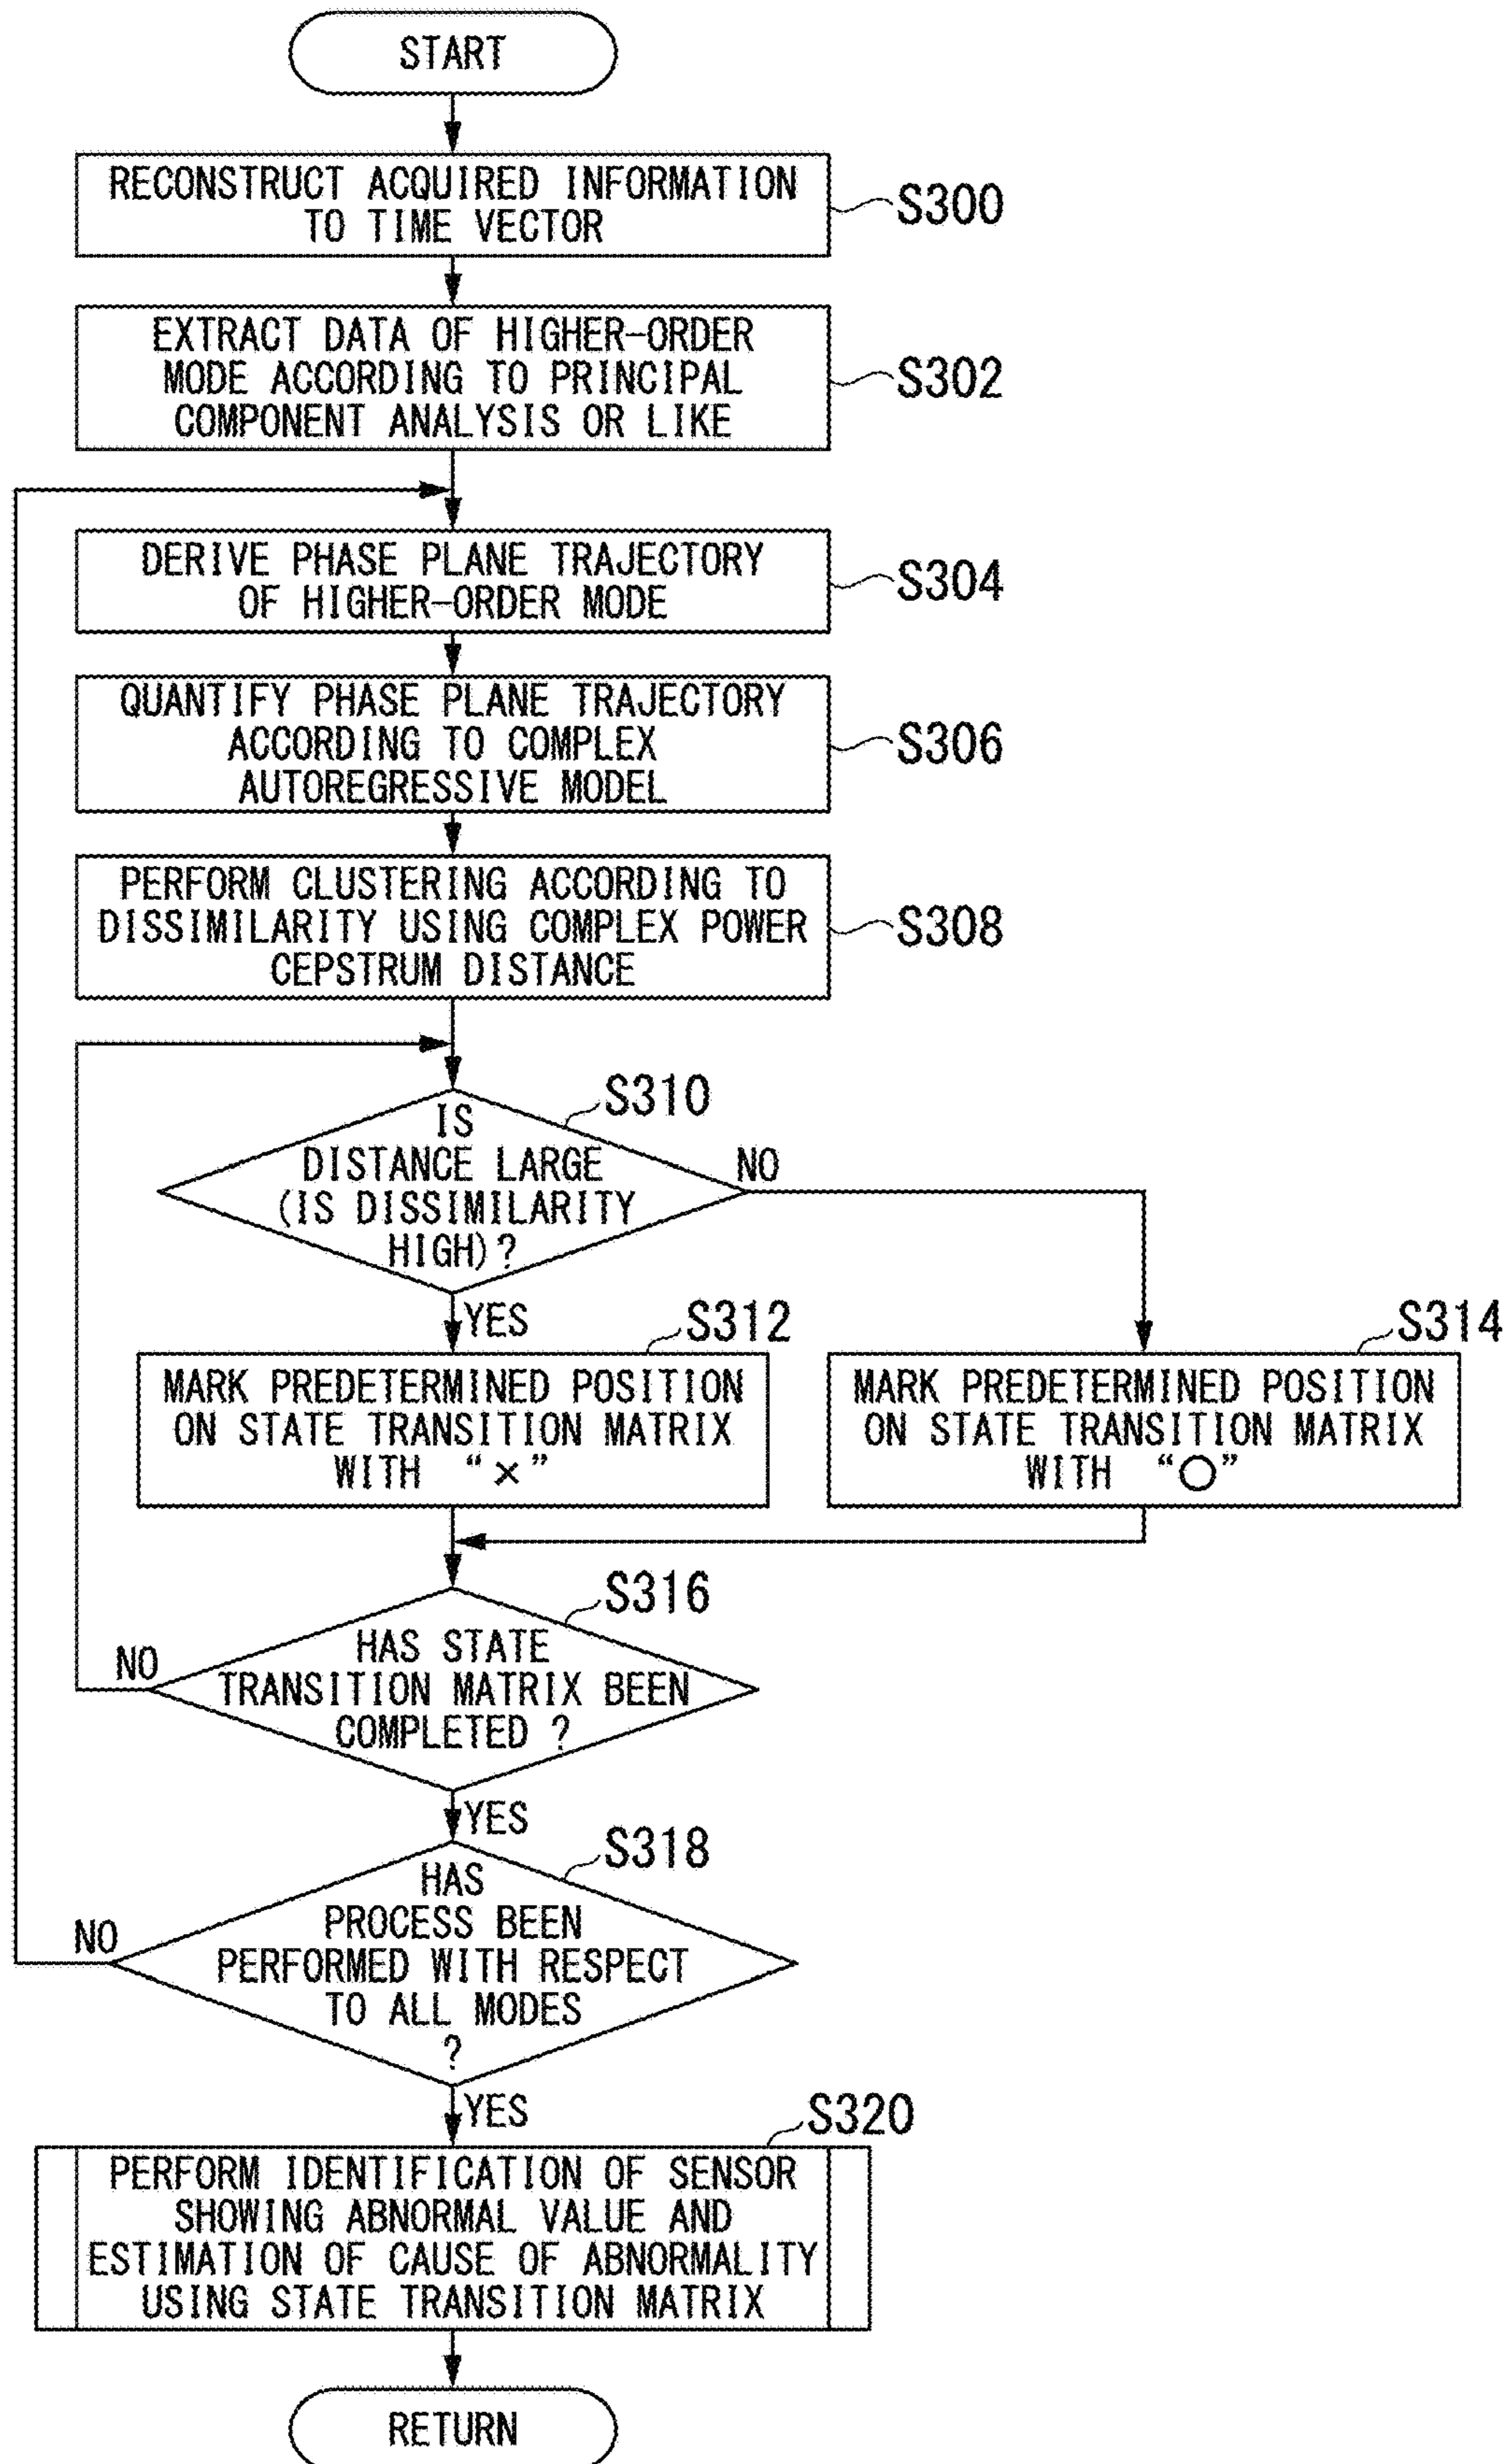 START
RECONSTRUCT ACQUIRED INFORMATION
TO TIME VECTOR
S300
EXTRACT DATA OF HIGHER-ORDER
MODE ACCORDING TO PRINCIPAL
COMPONENT ANALYSIS OR LIKE
S302
DERIVE PHASE PLANE TRAJECTORY
OF HIGHER-ORDER MODE
S304
QUANTIFY PHASE PLANE TRAJECTORY
ACCORDING TO COMPLEX
AUTOREGRESSIVE MODEL
S306
PERFORM CLUSTERING ACCORDING TO
DISSIMILARITY USING COMPLEX POWER
CEPSTRUM DISTANCE
S308
S310
IS
DISTANCE LARGE
(IS DISSIMILARITY
HIGH)?
NO
YES
S312
MARK PREDETERMINED POSITION
ON STATE TRANSITION MATRIX
WITH “×”
S314
MARK PREDETERMINED POSITION
ON STATE TRANSITION MATRIX
WITH “○”
S316
HAS STATE
TRANSITION MATRIX BEEN
COMPLETED ?
NO
YES
S318
HAS
PROCESS BEEN
PERFORMED WITH RESPECT
TO ALL MODES
?
NO
YES
S320
PERFORM IDENTIFICATION OF SENSOR
SHOWING ABNORMAL VALUE AND
ESTIMATION OF CAUSE OF ABNORMALITY
USING STATE TRANSITION MATRIX
RETURN